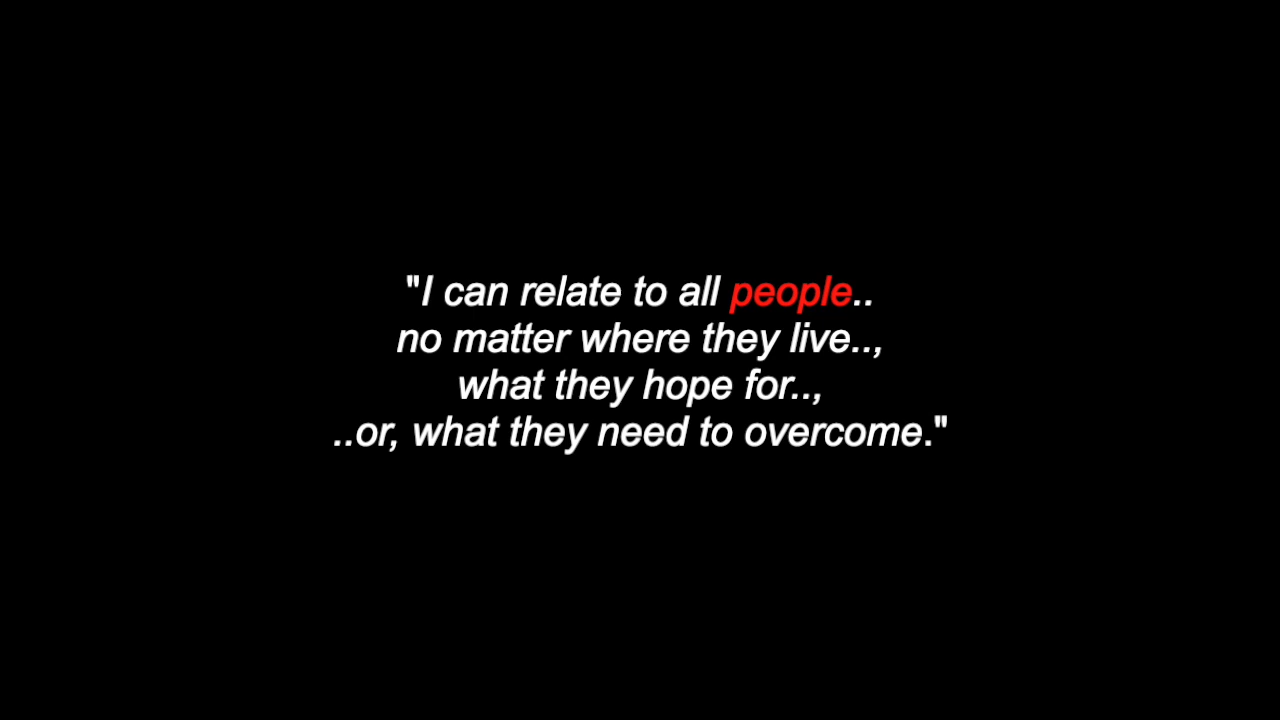 "I can relate to all people..
no matter where they live..,
what they hope for..,
..or, what they need to overcome."